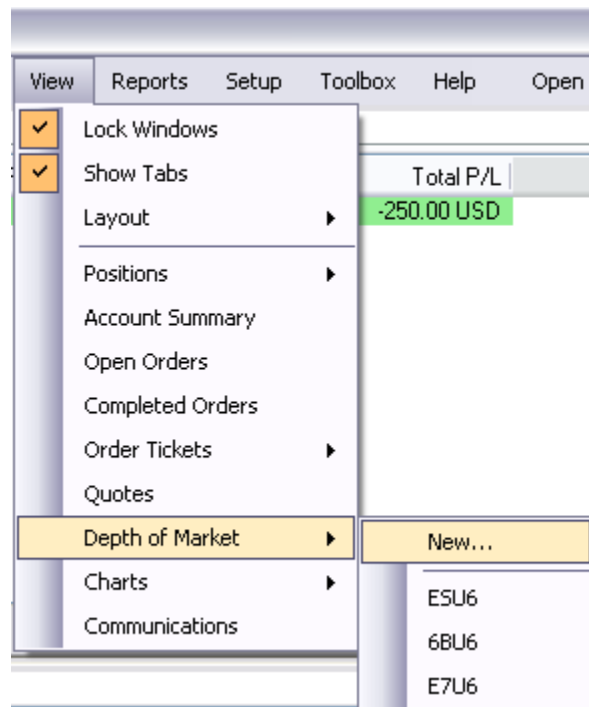 View Reports Setup Toolbox Help Open
Lock Windows
Show Tabs
Total P/L
Layout
-250.00 USD
Positions
Account Summary
Open Orders
Completed Orders
Order Tickets
Quotes
Depth of Market
New...
Charts
ESU6
Communications
6BU6
E7U6